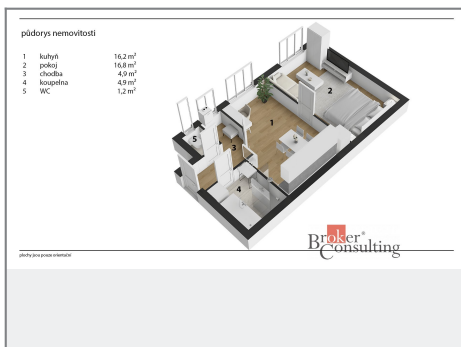 půdorys nemovitosti
1 kuhyň 16,2 m²
2 pokoj 16,8 m²
3 chodba 4,9 m²
4 koupelna 4,9 m²
5 WC 1,2 m²
2
1
5
3
4
Broker®
Consulting
plochy jsou pouze orientační